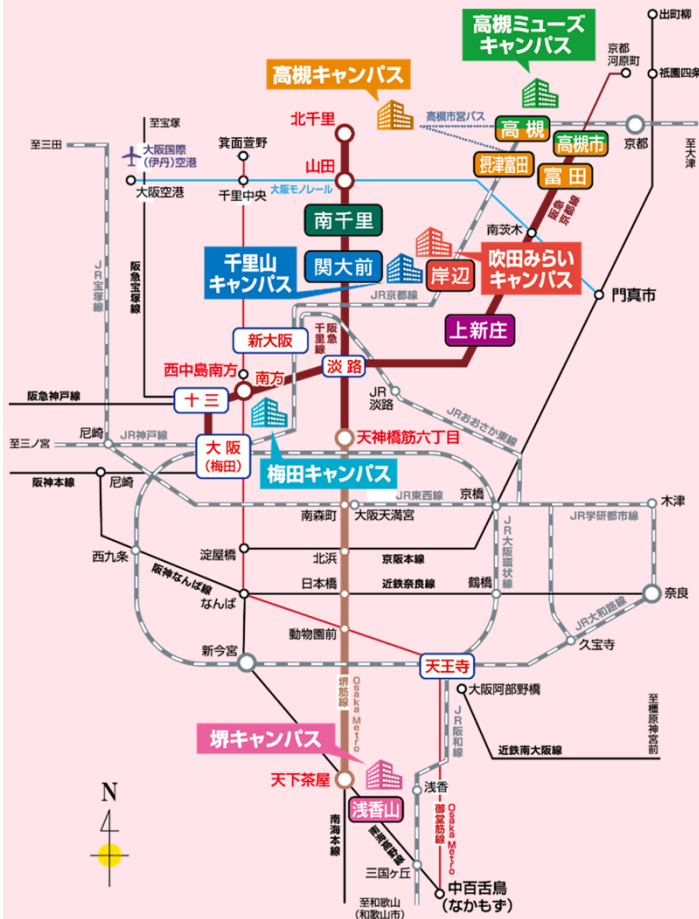 高槻ミューズ
キャンパス
出町柳
京都
河原町
祇園四条
高槻キャンパス
北千里
高槻市営バス
高槻
高槻市
京都
至大津
至宝塚
至三田
大阪国際
(伊丹)空港
箕面萱野
山田
摂津富田
富田
大阪空港
千里中央
大阪モノレール
阪急
京都線
南千里
南茨木
千里山
キャンパス
関大前
岸辺
吹田みらい
キャンパス
JR宝塚線
阪急宝塚線
JR京都線
門真市
新大阪
阪急
千里線
上新庄
西中島南方
南方
淡路
JR
淡路
阪急神戸線
十三
JRおおさか東線
尼崎
JR神戸線
至三ノ宮
大阪
(梅田)
梅田キャンパス
天神橋筋六丁目
阪神本線
尼崎
JR東西線
京橋
木津
南森町
大阪天満宮
JR学研都市線
JR大阪環状線
西九条
淀屋橋
北浜
京阪本線
阪神なんば線
なんば
日本橋
近鉄奈良線
鶴橋
奈良
動物園前
JR大和路線
久宝寺
新今宮
天王寺
Osaka Metro
堺筋線
大阪阿部野橋
JR阪和線
至橿原神宮前
堺キャンパス
近鉄南大阪線
天下茶屋
浅香
N
浅香山
南海本線
南海高野線
Osaka Metro
御堂筋線
三国ヶ丘
中百舌鳥
(なかもず)
至和歌山
(和歌山市)